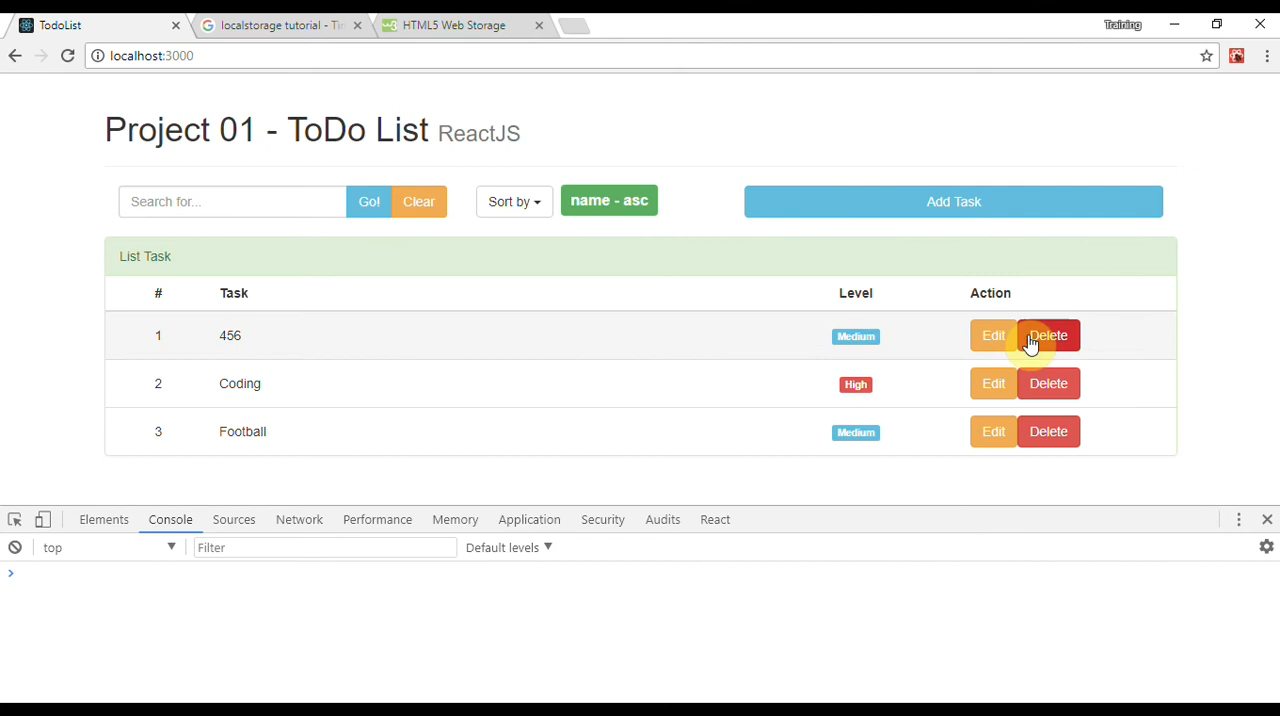 TodoList
localstorage tutorial - Tìm
HTML5 Web Storage
Training
localhost:3000
Project 01 - ToDo List ReactJS
Search for...
Go!
Clear
Sort by
name - asc
Add Task
List Task
# Task Level Action
1 456 Medium Edit Delete
2 Coding High Edit Delete
3 Football Medium Edit Delete
Elements Console Sources Network Performance Memory Application Security Audits React
top Filter Default levels